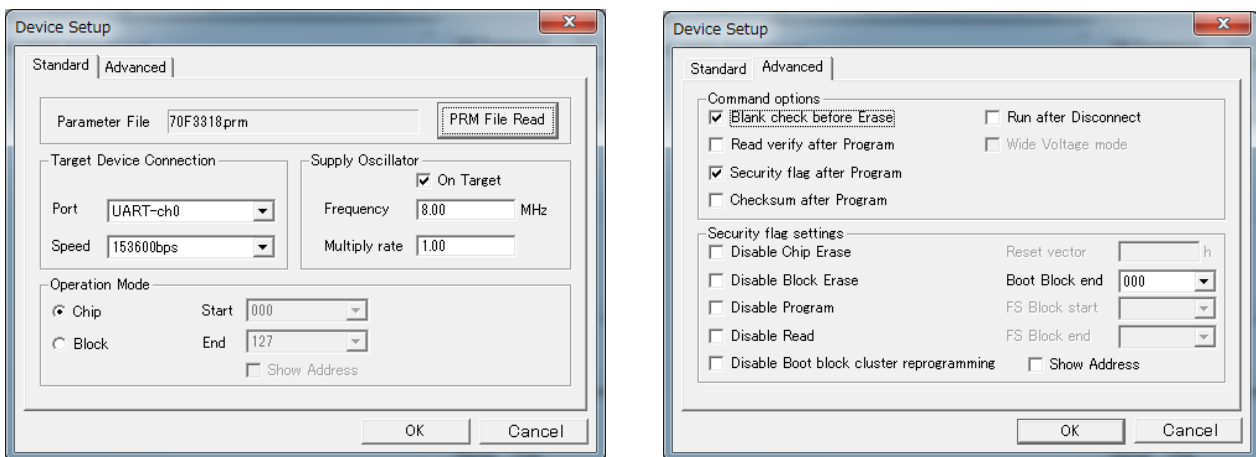 Device Setup
Standard Advanced
Parameter File 70F3318.prm PRM File Read
Target Device Connection
Port UART-ch0
Speed 153600bps
Supply Oscillator
On Target
Frequency 8.00 MHz
Multiply rate 1.00
Operation Mode
Chip Start 000
Block End 127
Show Address
OK Cancel
Device Setup
Standard Advanced
Command options
Blank check before Erase Run after Disconnect
Read verify after Program Wide Voltage mode
Security flag after Program
Checksum after Program
Security flag settings
Disable Chip Erase Reset vector h
Disable Block Erase Boot Block end 000
Disable Program FS Block start
Disable Read FS Block end
Disable Boot block cluster reprogramming Show Address
OK Cancel